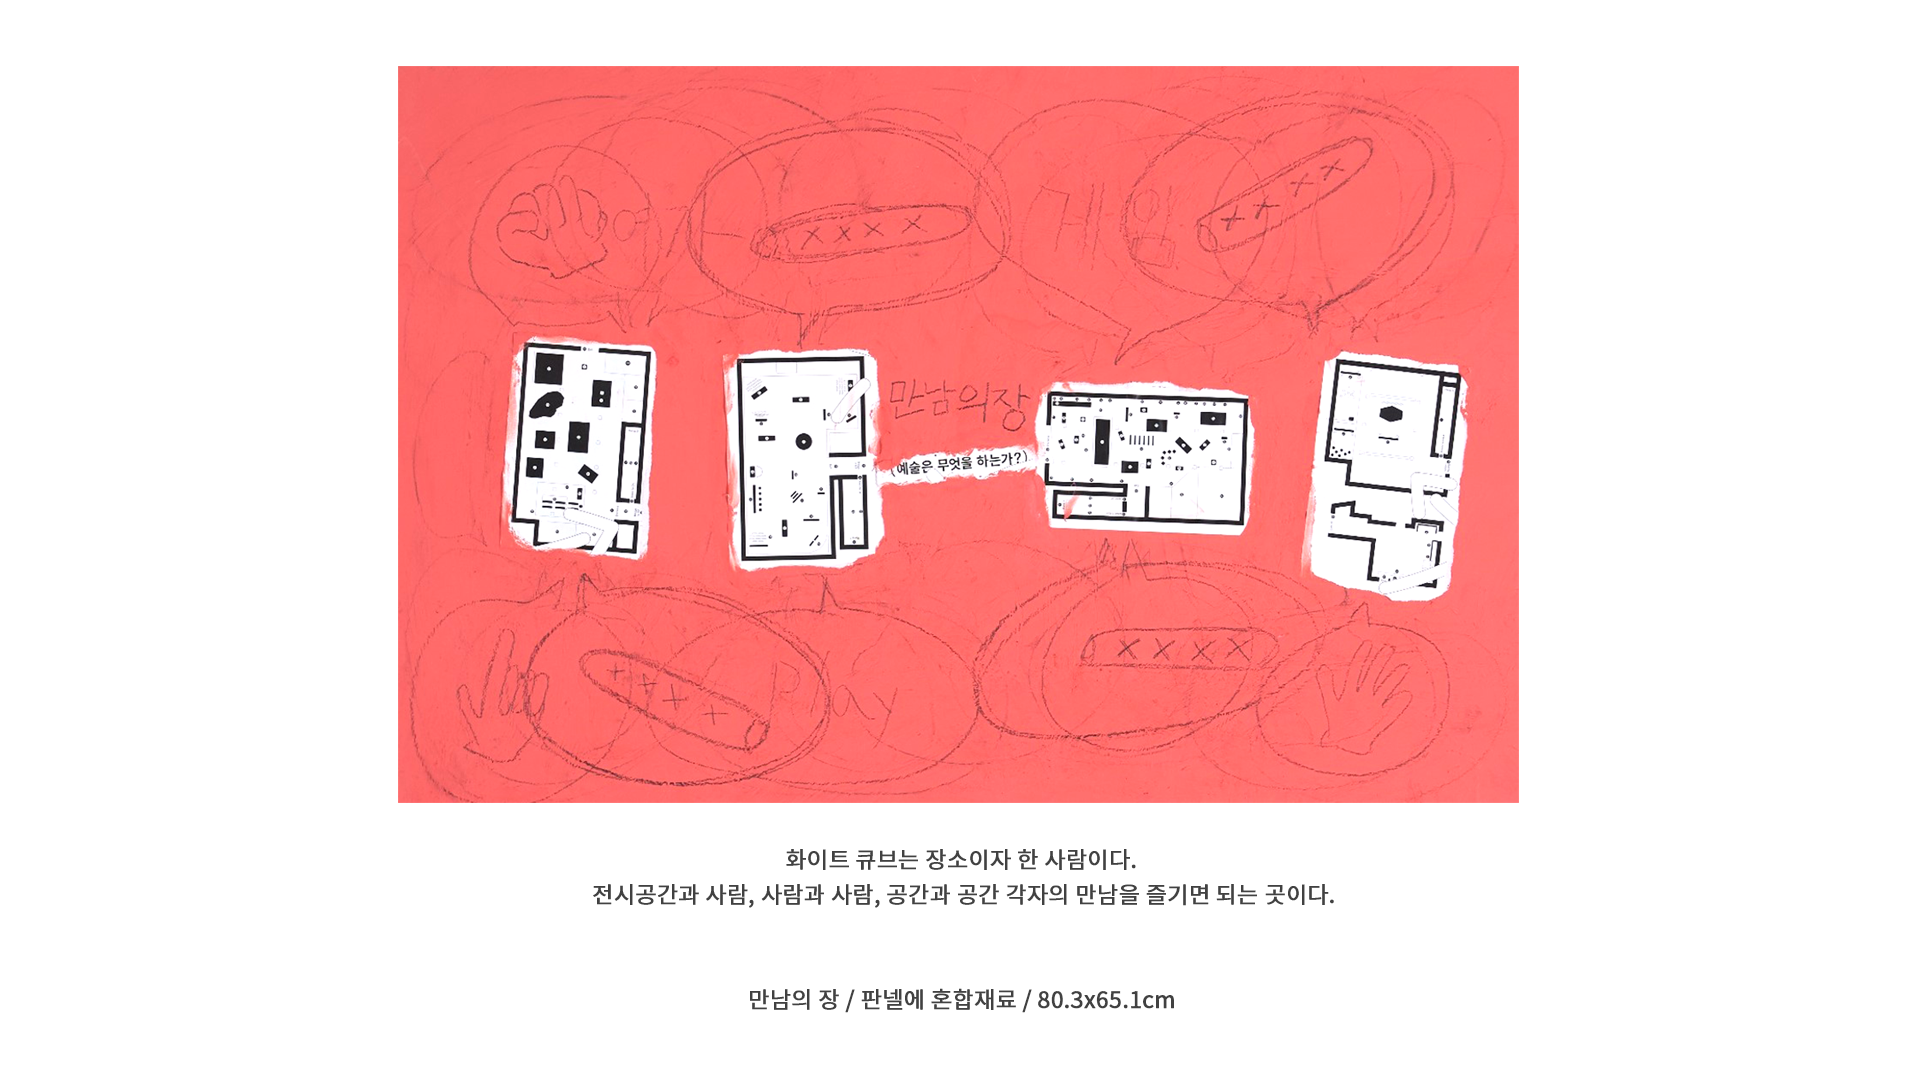 게임
만남의장
(예술은 무엇을 하는가?)
Play
화이트 큐브는 장소이자 한 사람이다.
전시공간과 사람, 사람과 사람, 공간과 공간 각자의 만남을 즐기면 되는 곳이다.
만남의 장 / 판넬에 혼합재료 / 80.3x65.1cm